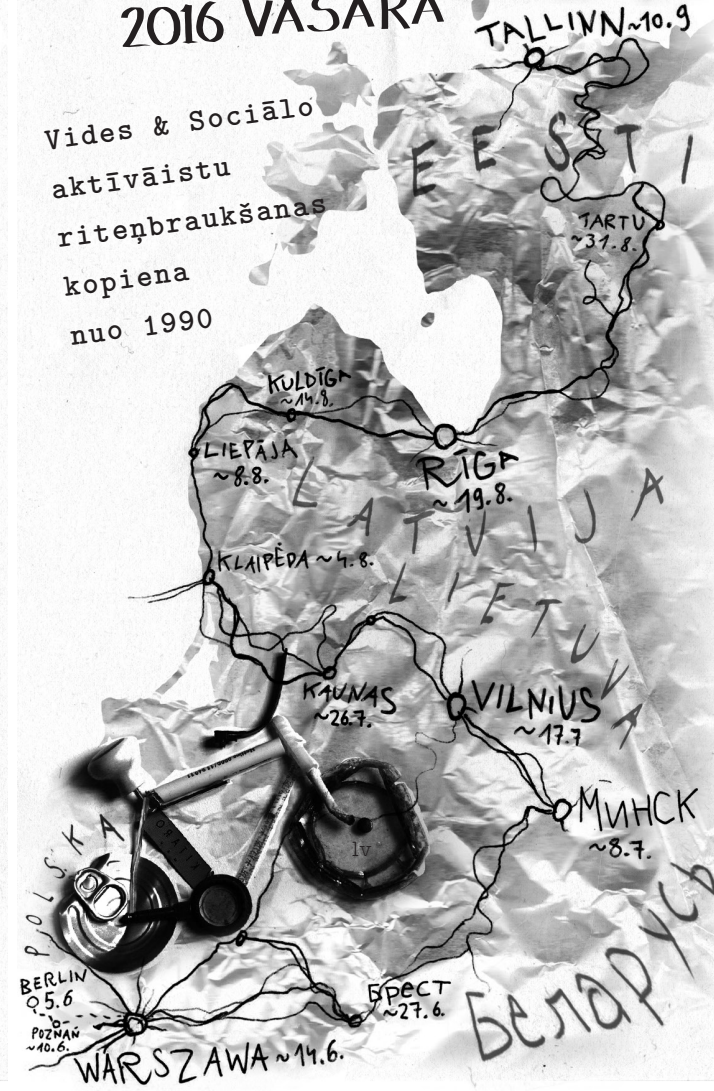 2016 VASARA
TALLINN ~10.9
Vides & Sociālo
aktīvāistu
riteņbraukšanas
kopiena
nuo 1990
EESTI
TARTU
~31.8.
KULDĪGA
~14.8.
LIEPĀJA
~8.8.
RĪGA
~19.8.
LATVIJA
KLAIPĖDA ~4.8.
LIETUVA
KAUNAS
~26.7.
VILNIUS
~17.7
МИНСК
~8.7.
lv
POLSKA
Беларусь
BERLIN
5.6
POZNAŃ
~10.6.
Брест
~27.6.
WARSZAWA ~14.6.